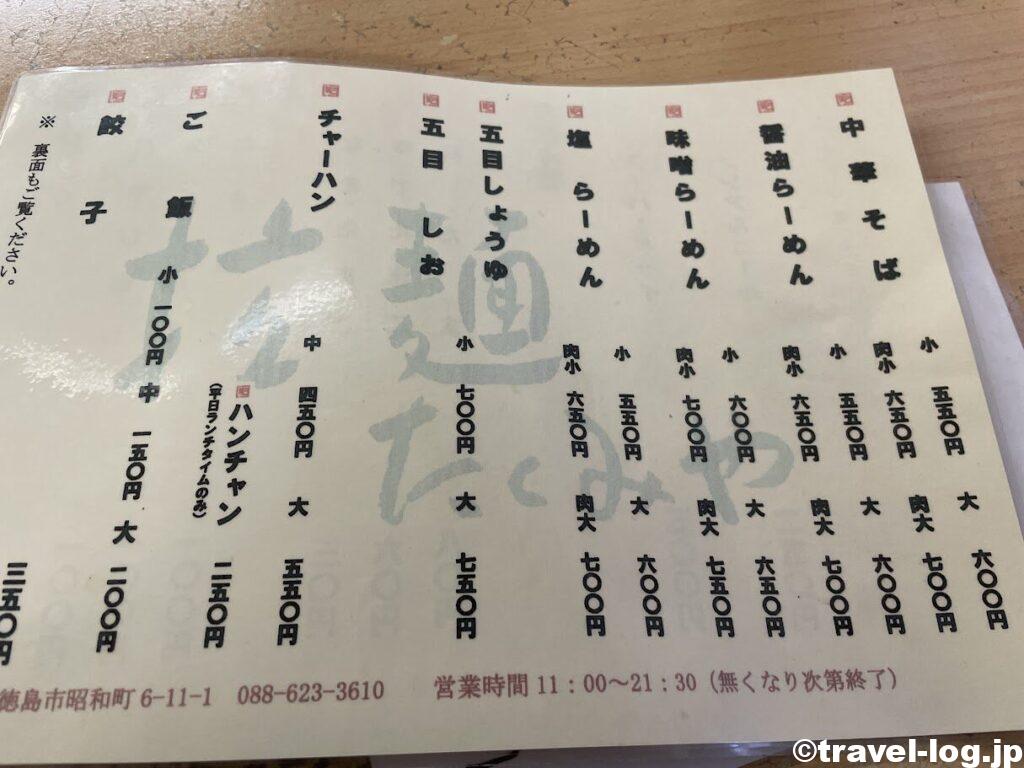 中華そば
小 五五〇円 大 六〇〇円
肉小 六五〇円 肉大 七〇〇円
醤油らーめん
小 五五〇円 大 六〇〇円
肉小 六五〇円 肉大 七〇〇円
味噌らーめん
小 六〇〇円 大 六五〇円
肉小 七〇〇円 肉大 七五〇円
塩らーめん
小 五五〇円 大 六〇〇円
肉小 六五〇円 肉大 七〇〇円
五目しょうゆ
五目しお
小 七〇〇円 大 七五〇円
チャーハン
中 四五〇円 大 五五〇円
ハンチャン 二五〇円
(平日ランチタイムのみ)
ご飯
小 一〇〇円 中 一五〇円 大 二〇〇円
餃子
三五〇円
※ 裏面もご覧ください。
拉麺
たくみや
徳島市昭和町 6-11-1 088-623-3610 営業時間 11：00～21：30（無くなり次第終了）
©travel-log.jp